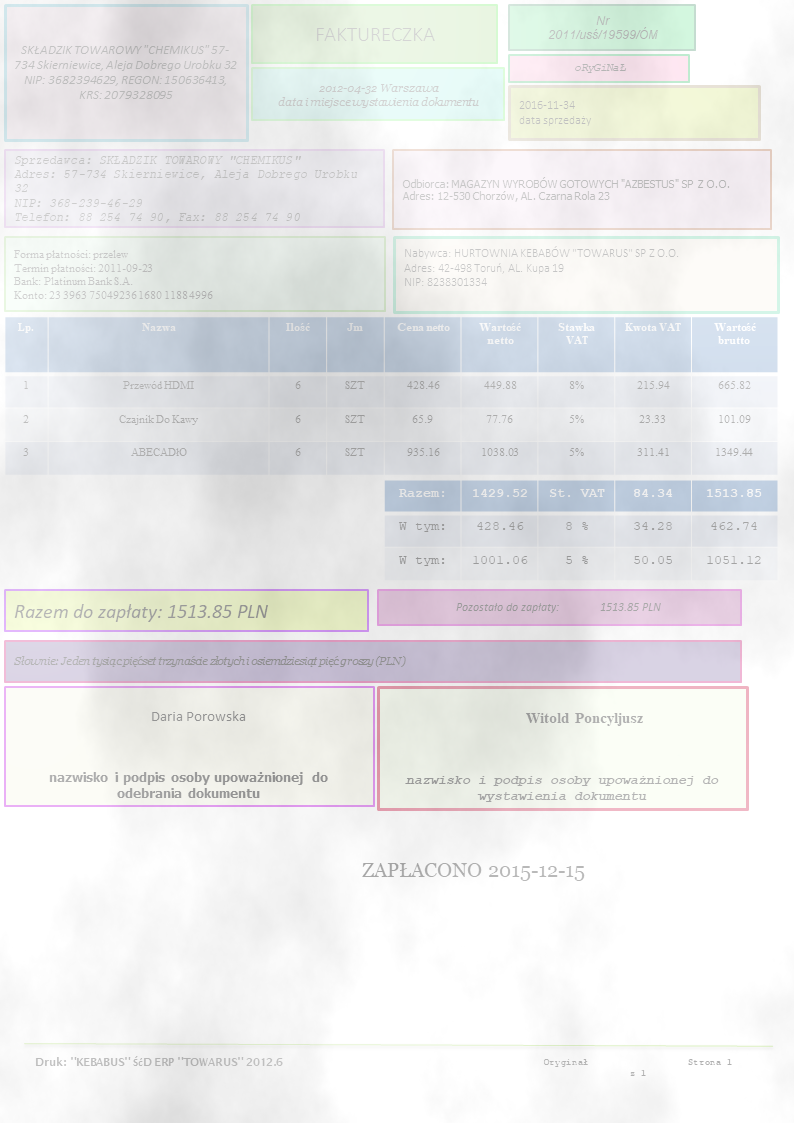 SKŁADZIK TOWAROWY "CHEMIKUS" 57-
734 Skierniewice, Aleja Dobrego Urobku 32
NIP: 3682394629, REGON: 150636413,
KRS: 2079328095
FAKTURECZKA
2012-04-32 Warszawa
data i miejsce wystawienia dokumentu
Nr
2011/usś/19599/ÓM
oRyGiNaŁ
2016-11-34
data sprzedaży
Sprzedawca: SKŁADZIK TOWAROWY "CHEMIKUS"
Adres: 57-734 Skierniewice, Aleja Dobrego Urobku
32
NIP: 368-239-46-29
Telefon: 88 254 74 90, Fax: 88 254 74 90
Odbiorca: MAGAZYN WYROBÓW GOTOWYCH "AZBESTUS" SP Z O.O.
Adres: 12-530 Chorzów, AL. Czarna Rola 23
Forma płatności: przelew
Termin płatności: 2011-09-23
Bank: Platinum Bank S.A.
Konto: 23 3963 7504 9236 1680 1188 4996
Nabywca: HURTOWNIA KEBABÓW "TOWARUS" SP Z O.O.
Adres: 42-498 Toruń, AL. Kupa 19
NIP: 8238301334
Lp. Nazwa Ilość Jm Cena netto Wartość netto Stawka VAT Kwota VAT Wartość brutto
1 Przewód HDMI 6 SZT 428.46 449.88 8% 215.94 665.82
2 Czajnik Do Kawy 6 SZT 65.9 77.76 5% 23.33 101.09
3 ABECADłO 6 SZT 935.16 1038.03 5% 311.41 1349.44
Razem: 1429.52 St. VAT 84.34 1513.85
W tym: 428.46 8 % 34.28 462.74
W tym: 1001.06 5 % 50.05 1051.12
Razem do zapłaty: 1513.85 PLN
Pozostało do zapłaty: 1513.85 PLN
Słownie: Jeden tysiąc pięćset trzynaście złotych i osiemdziesiąt pięć groszy (PLN)
Daria Porowska
nazwisko i podpis osoby upoważnionej do
odebrania dokumentu
Witold Poncyljusz
nazwisko i podpis osoby upoważnionej do
wystawienia dokumentu
ZAPŁACONO 2015-12-15
Druk: "KEBABUS" ŚćD ERP "TOWARUS" 2012.6
Oryginał Strona 1
z 1